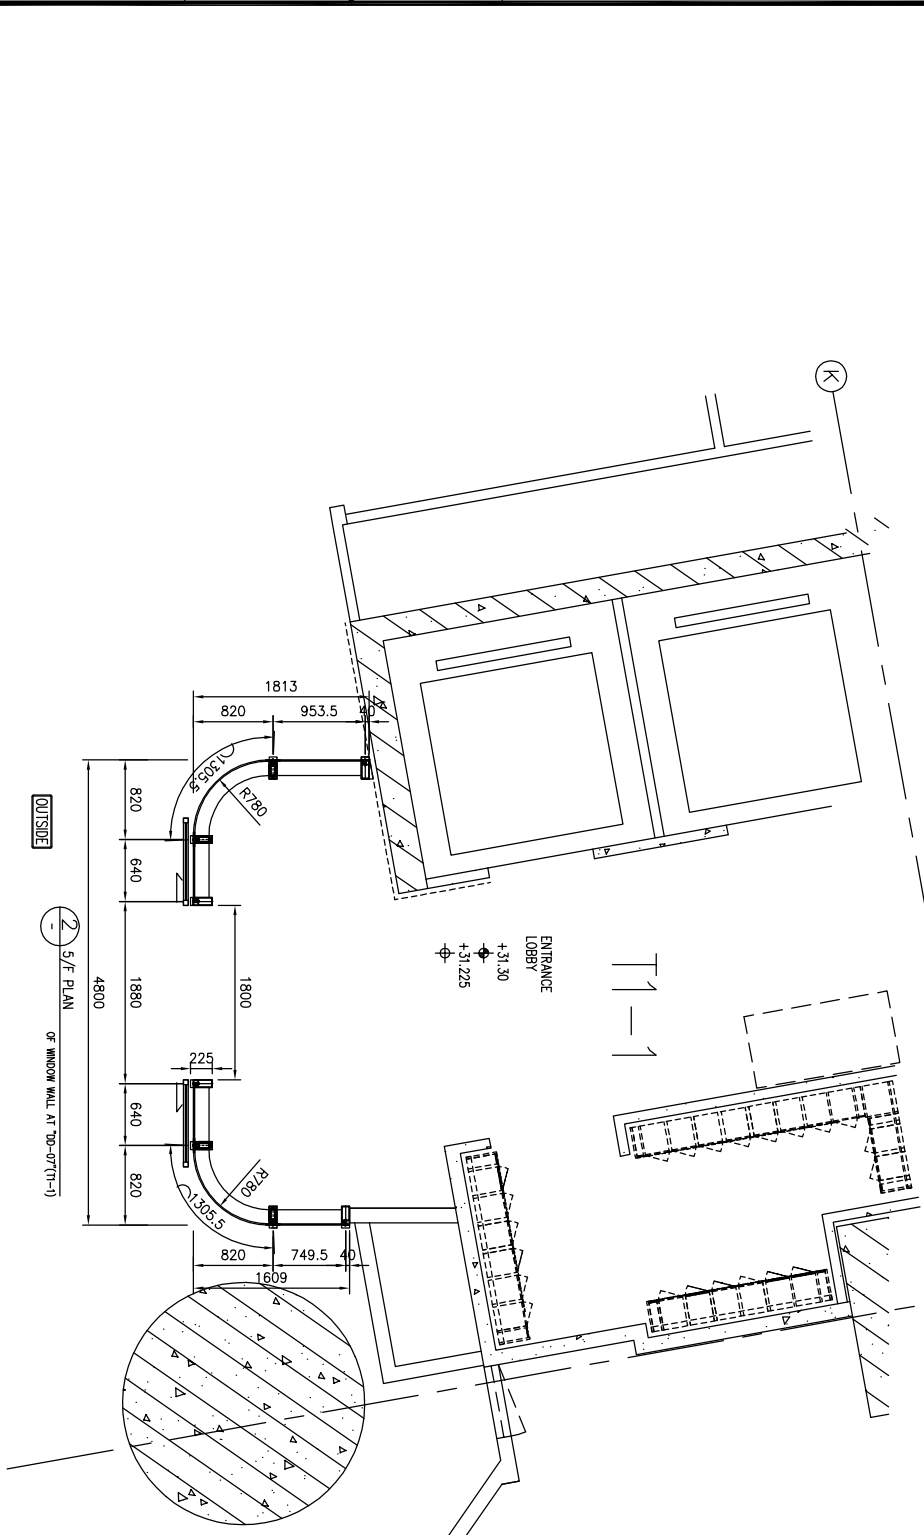 K
1813
820
953.5
40
1305.5
R780
820
640
1880
640
820
4800
1800
225
OUTSIDE
2
-
5/F PLAN
OF WINDOW WALL AT "DD-07"(T1-1)
ENTRANCE
LOBBY
+31.30
+31.225
T1-1
R780
1305.5
820
749.5
40
1609